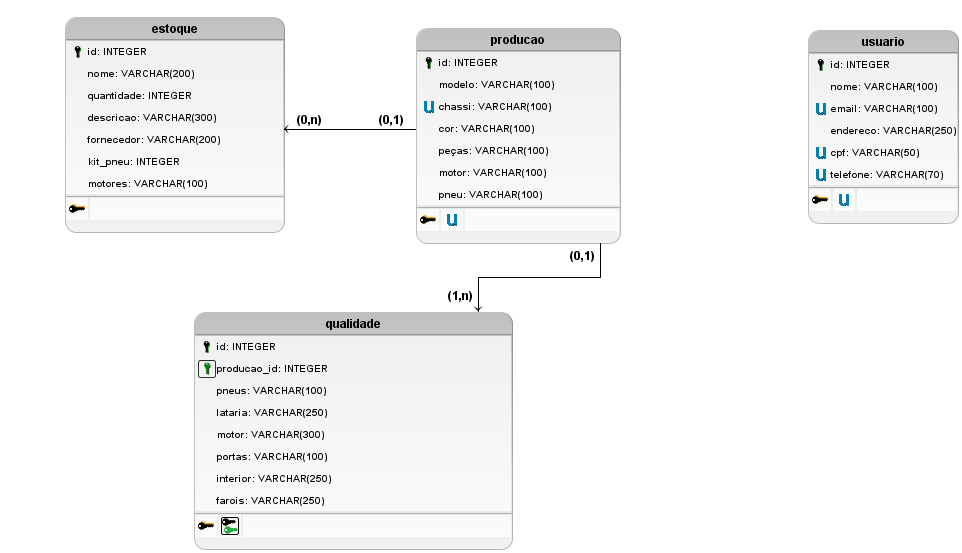 estoque
id: INTEGER
nome: VARCHAR(200)
quantidade: INTEGER
descricao: VARCHAR(300)
fornecedor: VARCHAR(200)
kit_pneu: INTEGER
motores: VARCHAR(100)
(0,n)
(0,1)
producao
id: INTEGER
modelo: VARCHAR(100)
U chassi: VARCHAR(100)
cor: VARCHAR(100)
peças: VARCHAR(100)
motor: VARCHAR(100)
pneu: VARCHAR(100)
U
usuario
id: INTEGER
nome: VARCHAR(100)
U email: VARCHAR(100)
endereco: VARCHAR(250)
U cpf: VARCHAR(50)
U telefone: VARCHAR(70)
U
(0,1)
(1,n)
qualidade
id: INTEGER
producao_id: INTEGER
pneus: VARCHAR(100)
lataria: VARCHAR(250)
motor: VARCHAR(300)
portas: VARCHAR(100)
interior: VARCHAR(250)
farois: VARCHAR(250)